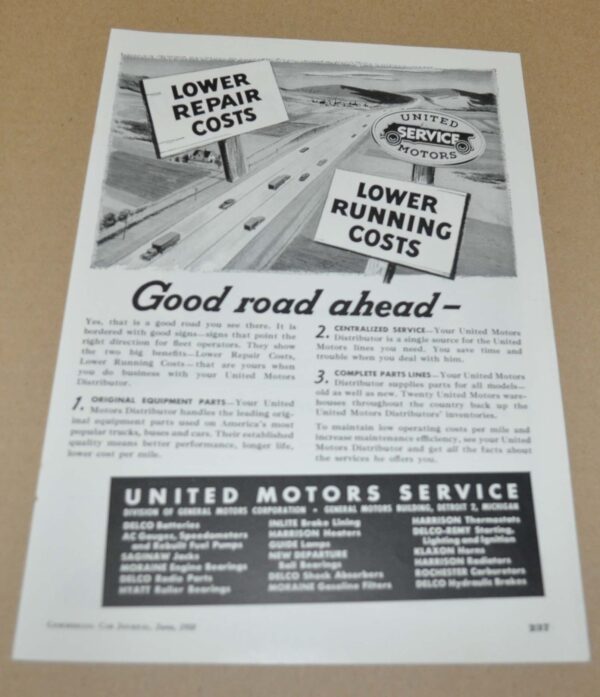 LOWER
REPAIR
COSTS
UNITED
SERVICE
MOTORS
LOWER
RUNNING
COSTS
Good road ahead—
Yes, that is a good road you see there. It is
bordered with good signs—signs that point the
right direction for fleet operators. They show
the two big benefits—Lower Repair Costs,
Lower Running Costs—that are yours when
you do business with your United Motors
Distributor.
1. ORIGINAL EQUIPMENT PARTS—Your United
Motors Distributor handles the leading orig-
inal equipment parts used on America's most
popular trucks, buses and cars. Their established
quality means better performance, longer life,
lower cost per mile.
2. CENTRALIZED SERVICE—Your United Motors
Distributor is a single source for the United
Motors lines you need. You save time and
trouble when you deal with him.
3. COMPLETE PARTS LINES—Your United Motors
Distributor supplies parts for all models—
old as well as new. Twenty United Motors ware-
houses throughout the country back up the
United Motors Distributors' inventories.
To maintain low operating costs per mile and
increase maintenance efficiency, see your United
Motors Distributor and get all the facts about
the services he offers you.
UNITED MOTORS SERVICE
DIVISION OF GENERAL MOTORS CORPORATION • GENERAL MOTORS BUILDING, DETROIT 2, MICHIGAN
DELCO Batteries
AC Gauges, Speedometers
and Rebuilt Fuel Pumps
SAGINAW Jacks
MORAINE Engine Bearings
DELCO Radio Parts
HYATT Roller Bearings
INLITE Brake Lining
HARRISON Heaters
GUIDE Lamps
NEW DEPARTURE
Ball Bearings
DELCO Shock Absorbers
MORAINE Gasoline Filters
HARRISON Thermostats
DELCO-REMY Starting,
Lighting and Ignition
KLAXON Horns
HARRISON Radiators
ROCHESTER Carburetors
DELCO Hydraulic Brakes
Commercial Car Journal, June,
237